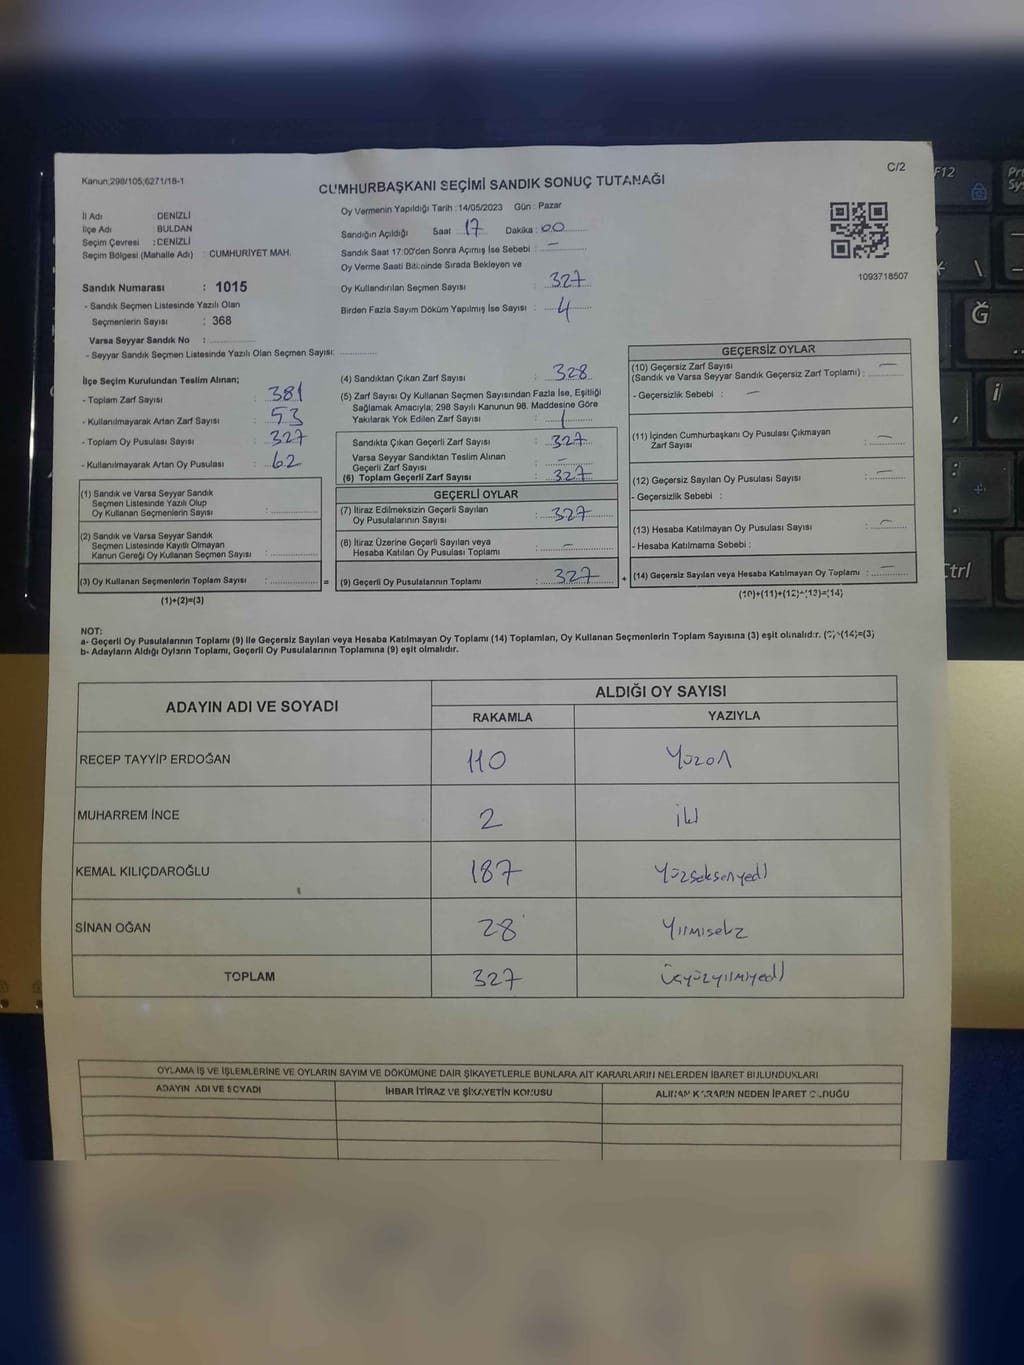 Kanun;298/105;6271/18-1
C/2
CUMHURBAŞKANI SEÇİMİ SANDIK SONUÇ TUTANAĞI
İl Adı : DENİZLİ
İlçe Adı : BULDAN
Seçim Çevresi : DENİZLİ
Seçim Bölgesi (Mahalle Adı) : CUMHURİYET MAH.
Sandık Numarası : 1015
- Sandık Seçmen Listesinde Yazılı Olan
Seçmenlerin Sayısı : 368
Varsa Seyyar Sandık No :
- Seyyar Sandık Seçmen Listesinde Yazılı Olan Seçmen Sayısı:
Oy Vermenin Yapıldığı Tarih : 14/05/2023 Gün : Pazar
Sandığın Açıldığı Saat 17 Dakika : 00
Sandık Saat 17:00'den Sonra Açımış İse Sebebi : —
Oy Verme Saati Bitiminde Sırada Bekleyen ve
Oy Kullandırılan Seçmen Sayısı : 327
Birden Fazla Sayım Döküm Yapılmış İse Sayısı : 4
1093718507
İlçe Seçim Kurulundan Teslim Alınan;
- Toplam Zarf Sayısı : 381
- Kullanılmayarak Artan Zarf Sayısı : 53
- Toplam Oy Pusulası Sayısı : 327
- Kullanılmayarak Artan Oy Pusulası : 62
(1) Sandık ve Varsa Seyyar Sandık
Seçmen Listesinde Yazılı Olup
Oy Kullanan Seçmenlerin Sayısı :
(2) Sandık ve Varsa Seyyar Sandık
Seçmen Listesinde Kayıtlı Olmayan
Kanun Gereği Oy Kullanan Seçmen Sayısı :
(3) Oy Kullanan Seçmenlerin Toplam Sayısı : =
(1)+(2)=(3)
(4) Sandıktan Çıkan Zarf Sayısı : 328
(5) Zarf Sayısı Oy Kullanan Seçmen Sayısından Fazla İse, Eşitliği
Sağlamak Amacıyla; 298 Sayılı Kanunun 98. Maddesine Göre
Yakılarak Yok Edilen Zarf Sayısı : 1
Sandıkta Çıkan Geçerli Zarf Sayısı : 327
Varsa Seyyar Sandıktan Teslim Alınan
Geçerli Zarf Sayısı : —
(6) Toplam Geçerli Zarf Sayısı : 327
GEÇERLİ OYLAR
(7) İtiraz Edilmeksizin Geçerli Sayılan
Oy Pusulalarının Sayısı : 327
(8) İtiraz Üzerine Geçerli Sayılan veya
Hesaba Katılan Oy Pusulası Toplamı : —
(9) Geçerli Oy Pusulalarının Toplamı : 327 +
GEÇERSİZ OYLAR
(10) Geçersiz Zarf Sayısı
(Sandık ve Varsa Seyyar Sandık Geçersiz Zarf Toplamı) : —
- Geçersizlik Sebebi : —
(11) İçinden Cumhurbaşkanı Oy Pusulası Çıkmayan
Zarf Sayısı : —
(12) Geçersiz Sayılan Oy Pusulası Sayısı : —
- Geçersizlik Sebebi :
(13) Hesaba Katılmayan Oy Pusulası Sayısı : —
- Hesaba Katılmama Sebebi :
(14) Geçersiz Sayılan veya Hesaba Katılmayan Oy Toplamı : —
(10)+(11)+(12)+(13)=(14)
NOT:
a- Geçerli Oy Pusulalarının Toplamı (9) ile Geçersiz Sayılan veya Hesaba Katılmayan Oy Toplamı (14) Toplamları, Oy Kullanan Seçmenlerin Toplam Sayısına (3) eşit olmalıdır. (9)+(14)=(3)
b- Adayların Aldığı Oyların Toplamı, Geçerli Oy Pusulalarının Toplamına (9) eşit olmalıdır.
ADAYIN ADI VE SOYADI ALDIĞI OY SAYISI
RAKAMLA YAZIYLA
RECEP TAYYİP ERDOĞAN 110 Yüzon
MUHARREM İNCE 2 iki
KEMAL KILIÇDAROĞLU 187 Yüzseksenyedi
SİNAN OĞAN 28 Yirmisekiz
TOPLAM 327 üçyüzyirmiyedi
OYLAMA İŞ VE İŞLEMLERİNE VE OYLARIN SAYIM VE DÖKÜMÜNE DAİR ŞİKAYETLERLE BUNLARA AİT KARARLARIN NELERDEN İBARET BULUNDUKLARI
ADAYIN ADI VE SOYADI İHBAR İTİRAZ VE ŞİKAYETİN KONUSU ALINAN KARARIN NEDEN İBARET OLDUĞU
F12
Ğ
i
Ctrl